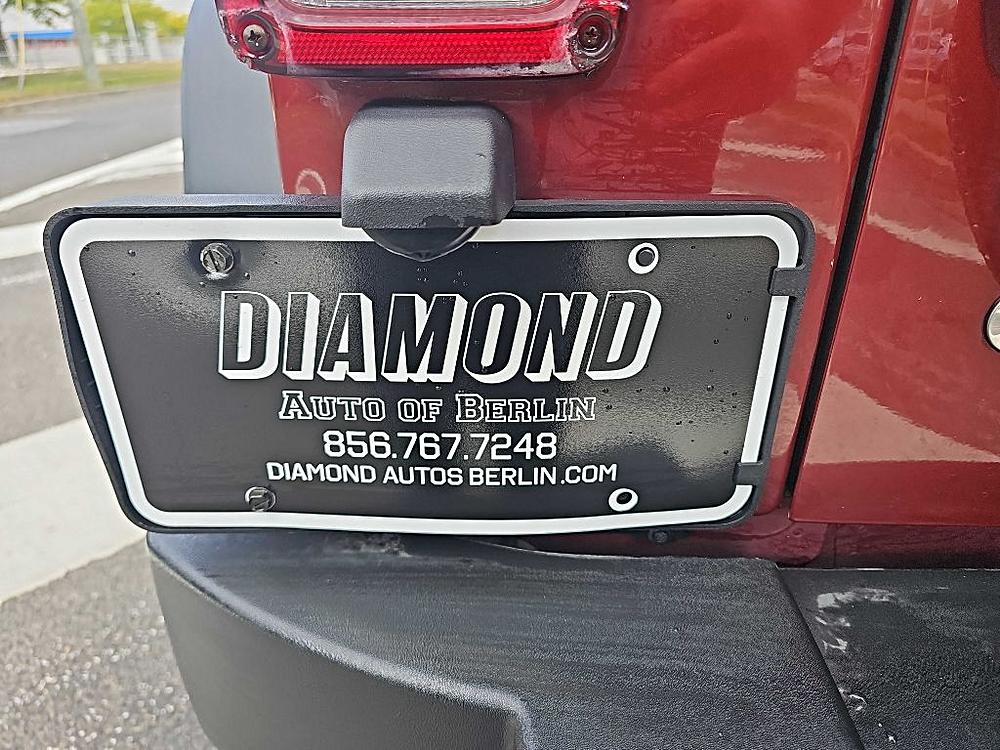 DIAMOND
AUTO OF BERLIN
856.767.7248
DIAMOND AUTOS BERLIN.COM